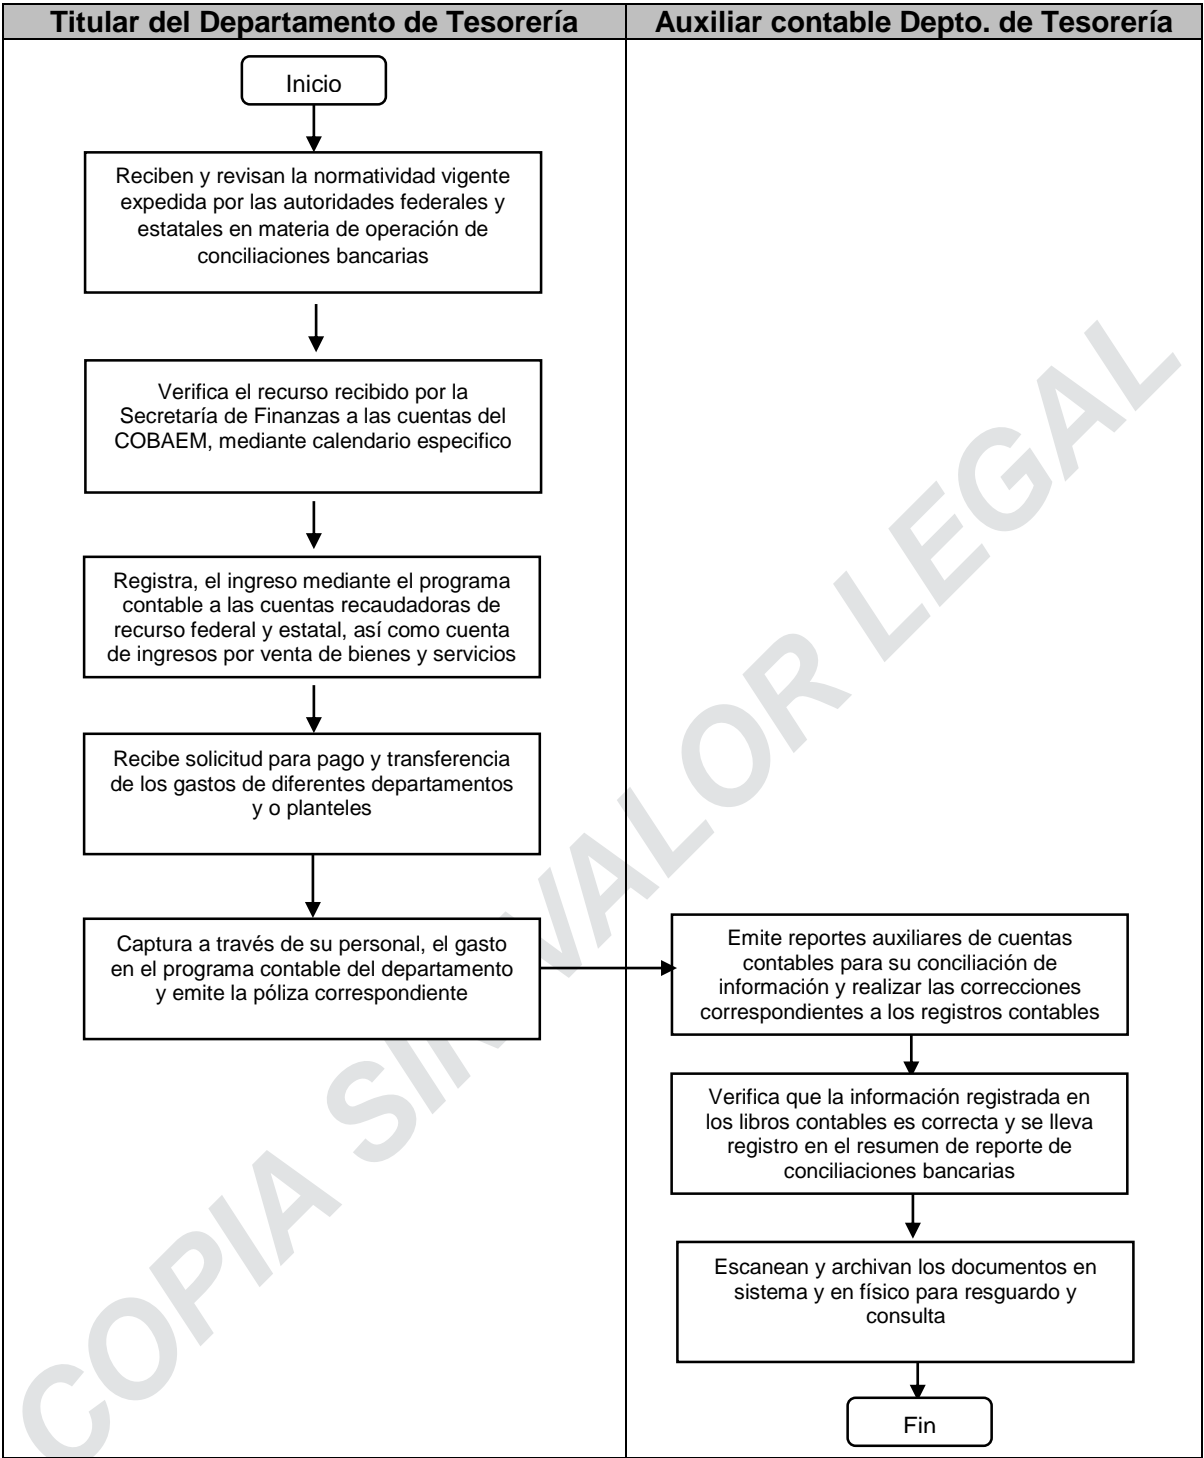 Titular del Departamento de Tesorería
Auxiliar contable Depto. de Tesorería
Inicio
Reciben y revisan la normatividad vigente
expedida por las autoridades federales y
estatales en materia de operación de
conciliaciones bancarias
Verifica el recurso recibido por la
Secretaría de Finanzas a las cuentas del
COBAEM, mediante calendario especifico
Registra, el ingreso mediante el programa
contable a las cuentas recaudadoras de
recurso federal y estatal, así como cuenta
de ingresos por venta de bienes y servicios
Recibe solicitud para pago y transferencia
de los gastos de diferentes departamentos
y o planteles
Captura a través de su personal, el gasto
en el programa contable del departamento
y emite la póliza correspondiente
Emite reportes auxiliares de cuentas
contables para su conciliación de
información y realizar las correcciones
correspondientes a los registros contables
Verifica que la información registrada en
los libros contables es correcta y se lleva
registro en el resumen de reporte de
conciliaciones bancarias
Escanean y archivan los documentos en
sistema y en físico para resguardo y
consulta
Fin
COPIA SIN VALOR LEGAL